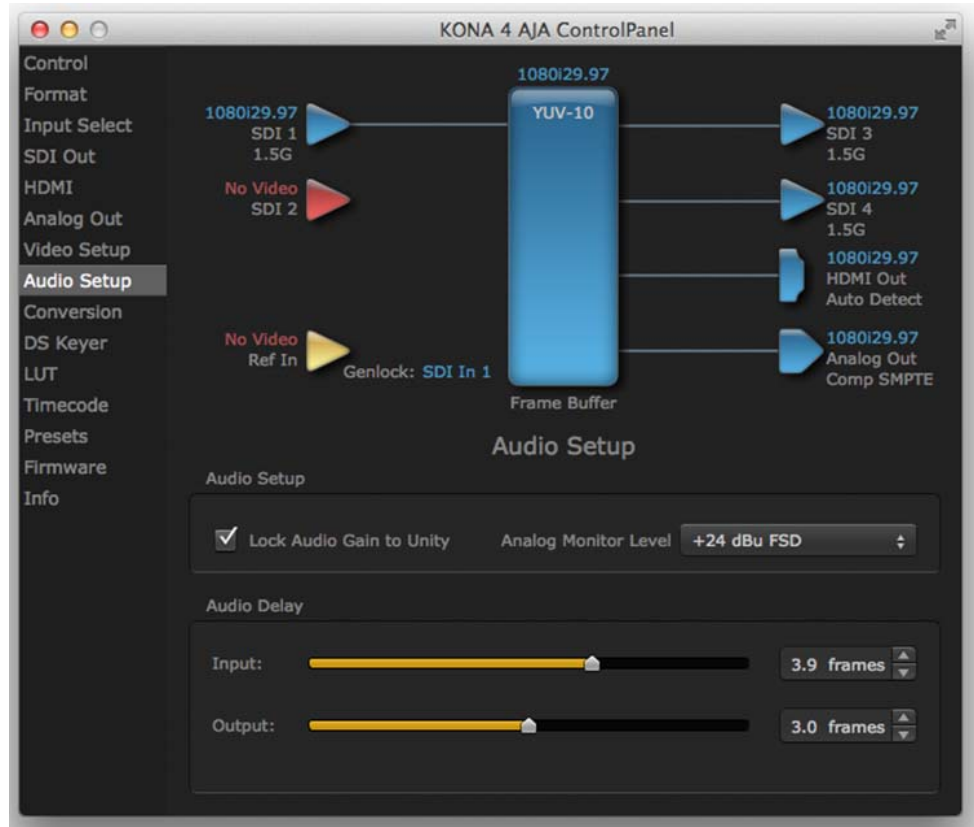 KONA 4 AJA ControlPanel
Control
Format
Input Select
SDI Out
HDMI
Analog Out
Video Setup
Audio Setup
Conversion
DS Keyer
LUT
Timecode
Presets
Firmware
Info
1080i29.97
YUV-10
Frame Buffer
1080i29.97
SDI 1
1.5G
No Video
SDI 2
No Video
Ref In
Genlock: SDI In 1
1080i29.97
SDI 3
1.5G
1080i29.97
SDI 4
1.5G
1080i29.97
HDMI Out
Auto Detect
1080i29.97
Analog Out
Comp SMPTE
Audio Setup
Audio Setup
Lock Audio Gain to Unity
Analog Monitor Level +24 dBu FSD
Audio Delay
Input: 3.9 frames
Output: 3.0 frames